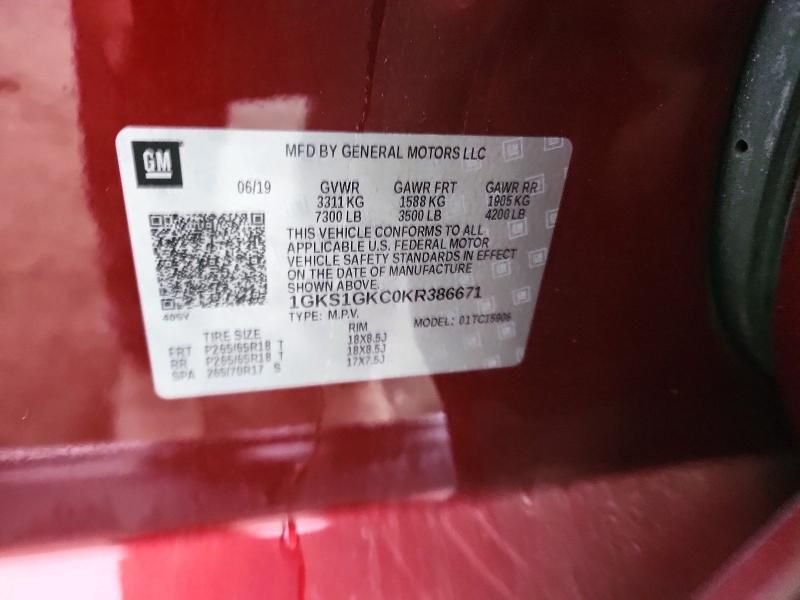 GM
MFD BY GENERAL MOTORS LLC
06/19 GVWR GAWR FRT GAWR RR
3311 KG 1588 KG 1905 KG
7300 LB 3500 LB 4200 LB
THIS VEHICLE CONFORMS TO ALL
APPLICABLE U.S. FEDERAL MOTOR
VEHICLE SAFETY STANDARDS IN EFFECT
ON THE DATE OF MANUFACTURE
SHOWN ABOVE.
1GKS1GKC0KR386671
TYPE: M.P.V. MODEL:
TIRE SIZE RIM
FRT P265/65R18 T 18X8.5J
RR P265/65R18 T 18X8.5J
SPA 265/70R17 S 17X7.5J